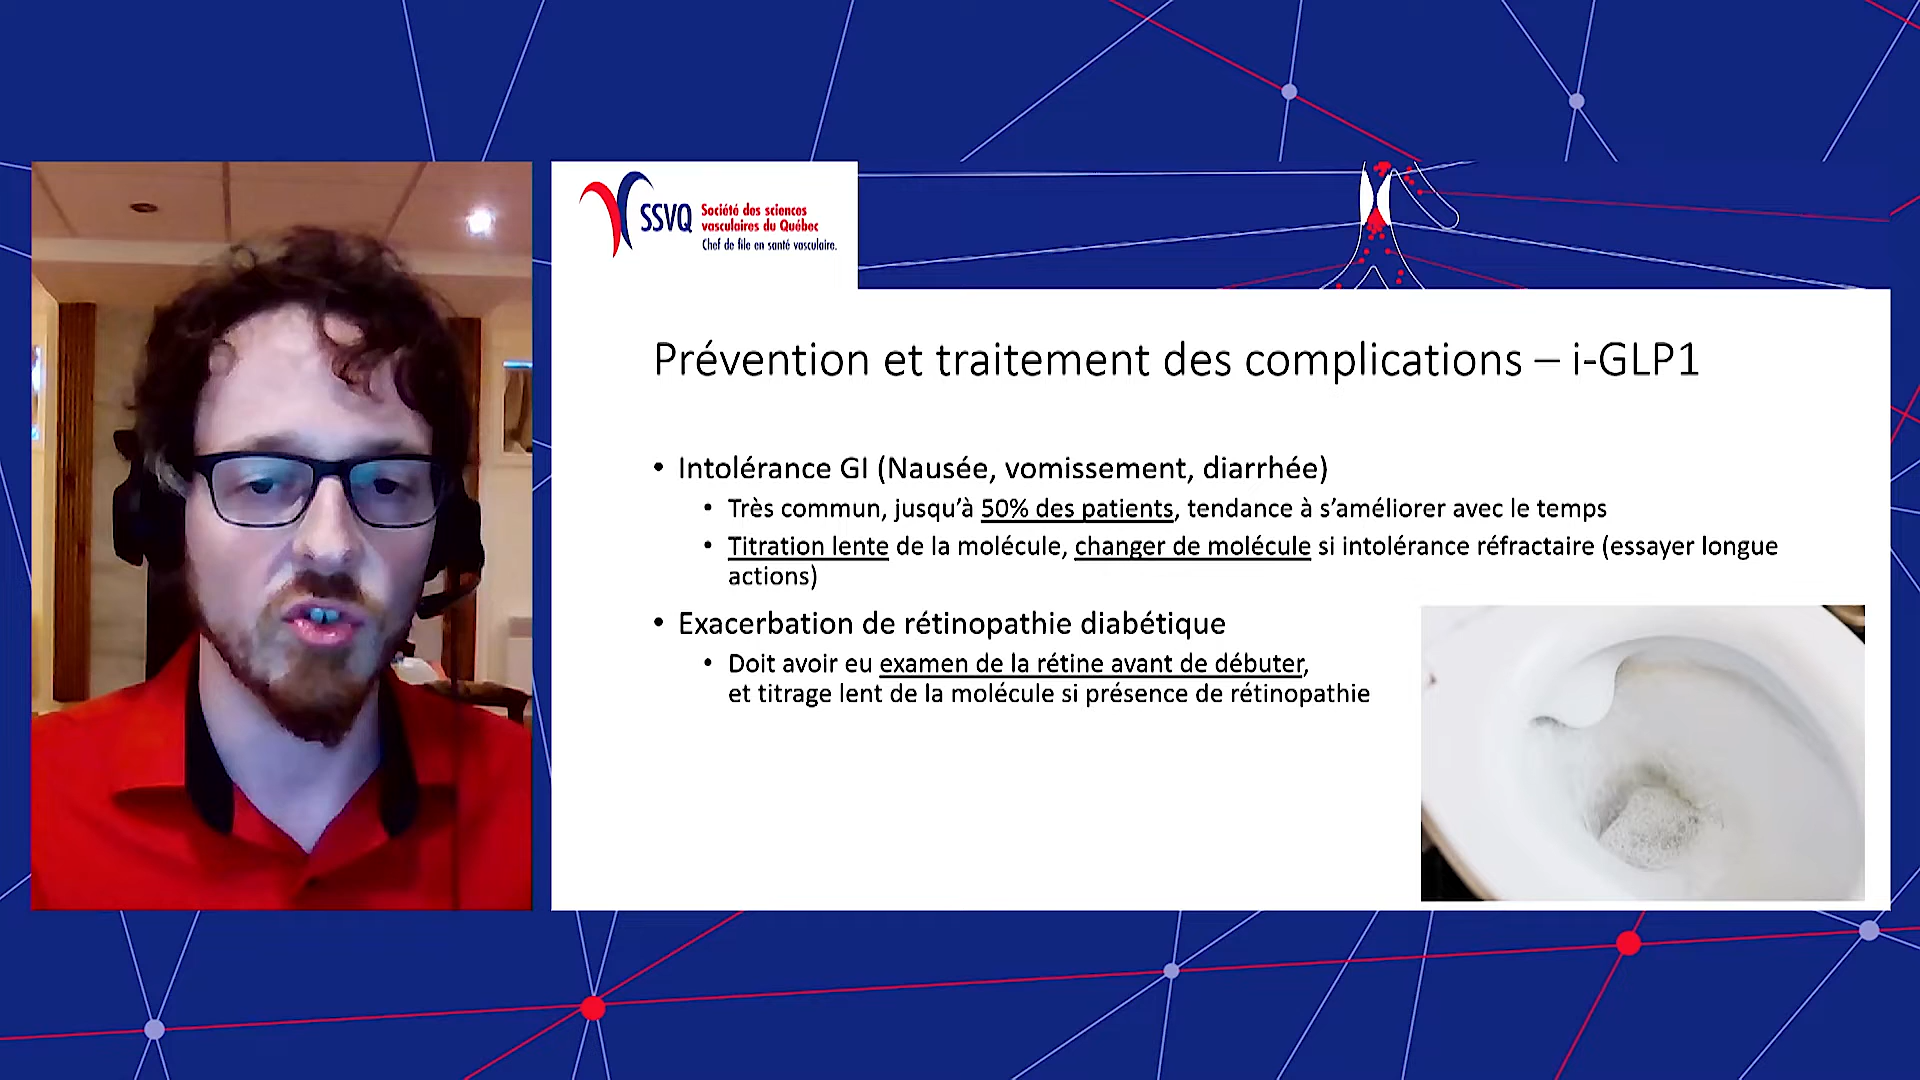 SSVQ
Société des sciences
vasculaires du Québec
Chef de file en santé vasculaire.
Prévention et traitement des complications – i-GLP1
• Intolérance GI (Nausée, vomissement, diarrhée)
• Très commun, jusqu’à 50% des patients, tendance à s’améliorer avec le temps
• Titration lente de la molécule, changer de molécule si intolérance réfractaire (essayer longue
actions)
• Exacerbation de rétinopathie diabétique
• Doit avoir eu examen de la rétine avant de débuter,
et titrage lent de la molécule si présence de rétinopathie